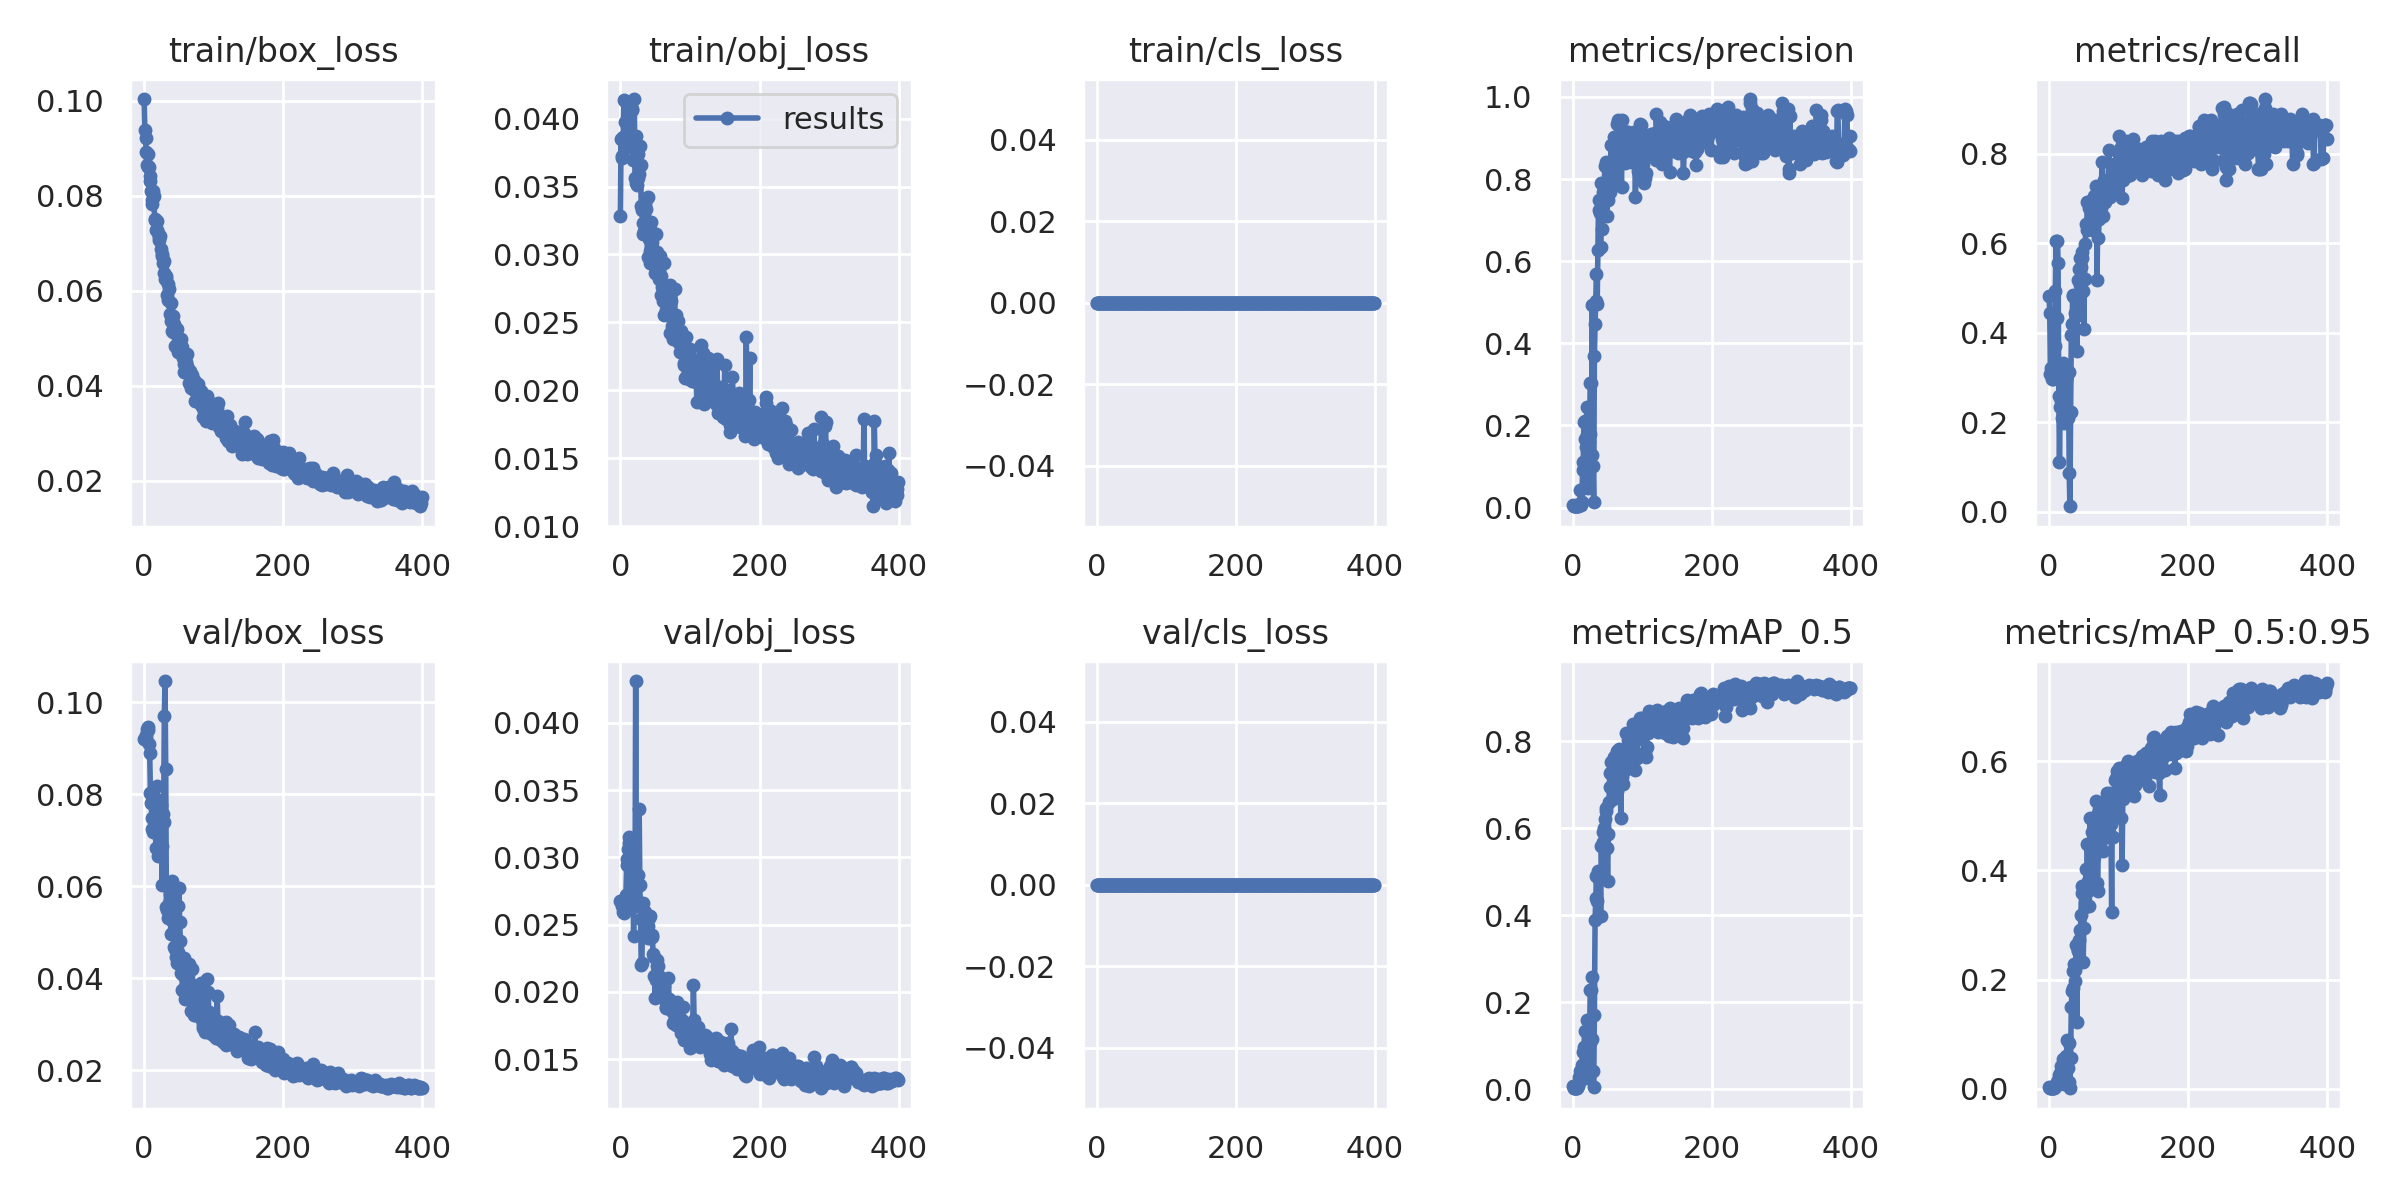 train/box_loss
0.10
0.08
0.06
0.04
0.02
0 200 400
train/obj_loss
results
0.040
0.035
0.030
0.025
0.020
0.015
0.010
0 200 400
train/cls_loss
0.04
0.02
0.00
−0.02
−0.04
0 200 400
metrics/precision
1.0
0.8
0.6
0.4
0.2
0.0
0 200 400
metrics/recall
0.8
0.6
0.4
0.2
0.0
0 200 400
val/box_loss
0.10
0.08
0.06
0.04
0.02
0 200 400
val/obj_loss
0.040
0.035
0.030
0.025
0.020
0.015
0 200 400
val/cls_loss
0.04
0.02
0.00
−0.02
−0.04
0 200 400
metrics/mAP_0.5
0.8
0.6
0.4
0.2
0.0
0 200 400
metrics/mAP_0.5:0.95
0.6
0.4
0.2
0.0
0 200 400